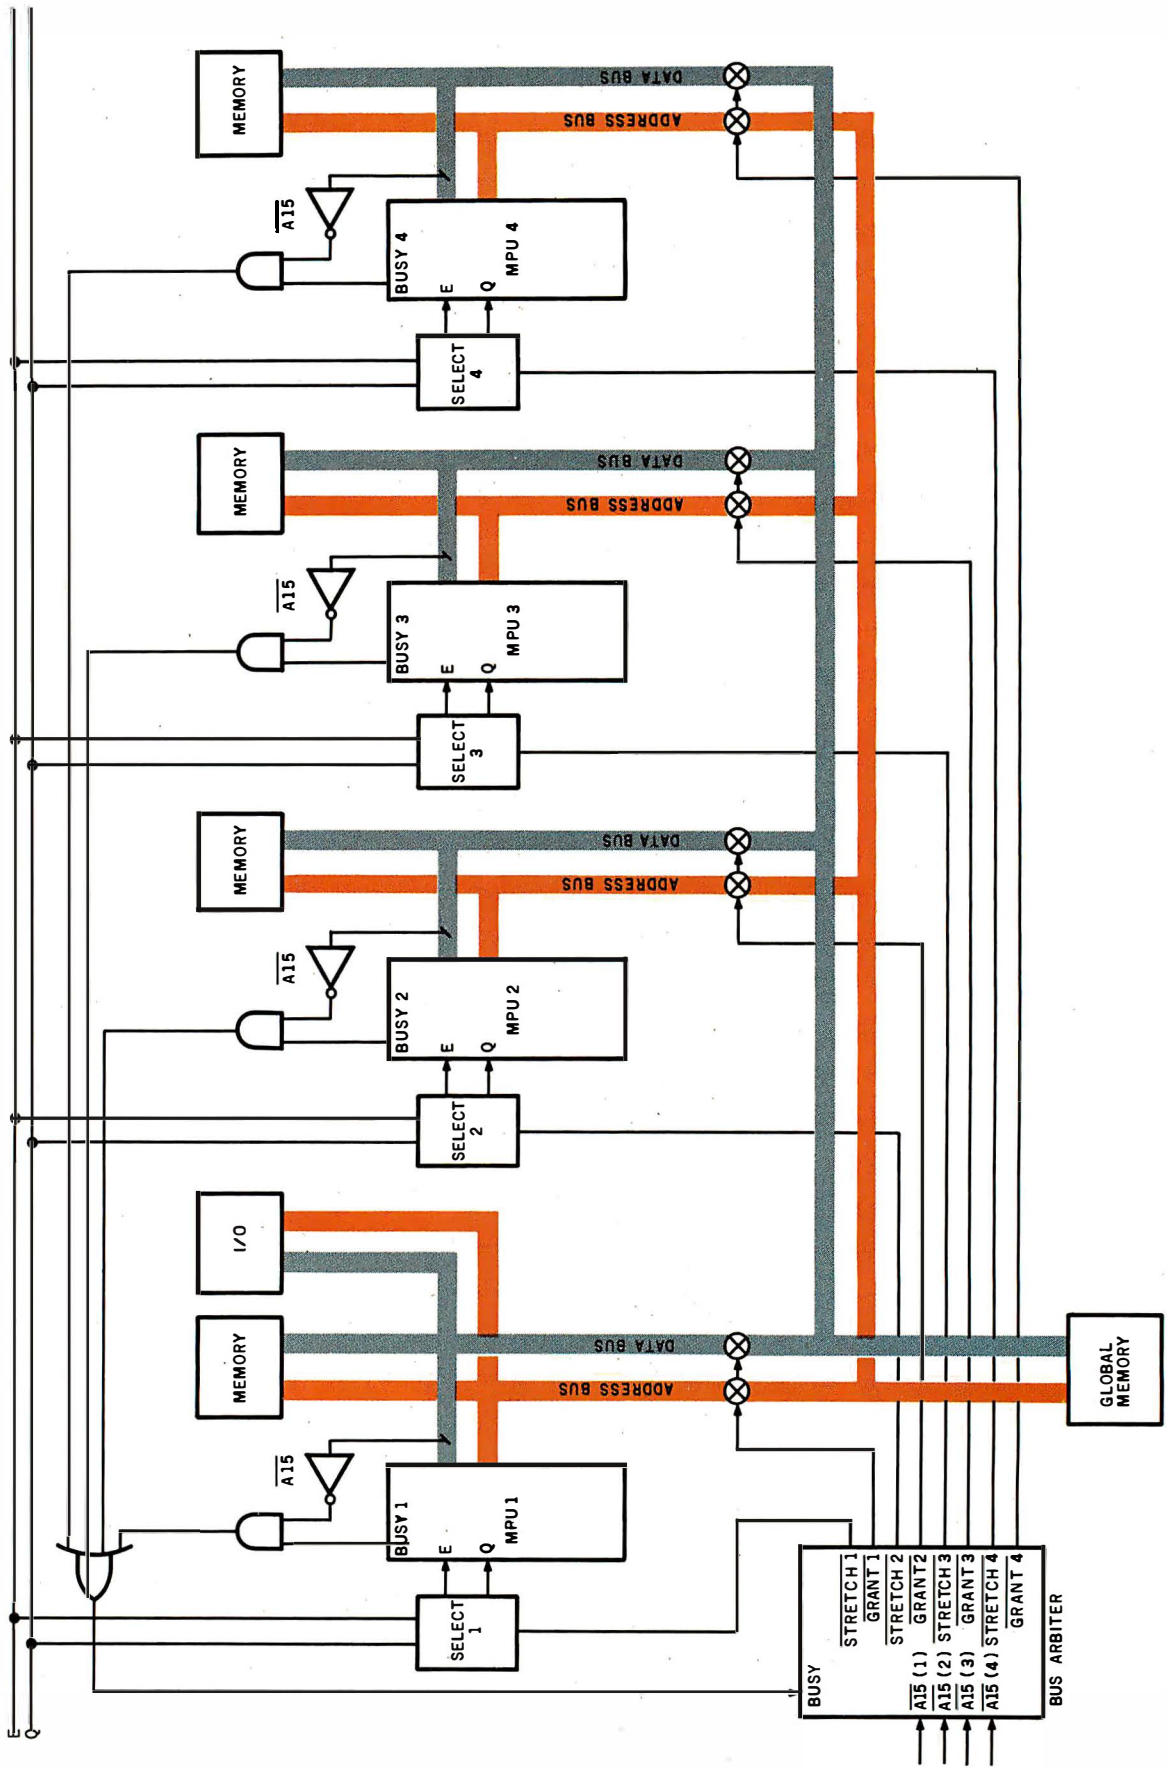 E
Q
MEMORY
A15
BUSY 1
E
Q
MPU 1
SELECT
1
I/O
DATA BUS
ADDRESS BUS
MEMORY
A15
BUSY 2
E
Q
MPU 2
SELECT
2
DATA BUS
ADDRESS BUS
MEMORY
A15
BUSY 3
E
Q
MPU 3
SELECT
3
DATA BUS
ADDRESS BUS
MEMORY
A15
BUSY 4
E
Q
MPU 4
SELECT
4
DATA BUS
ADDRESS BUS
BUSY
STRETCH 1
GRANT 1
STRETCH 2
A15 (1) GRANT 2
A15 (2) STRETCH 3
A15 (3) GRANT 3
A15 (4) STRETCH 4
GRANT 4
BUS ARBITER
GLOBAL
MEMORY